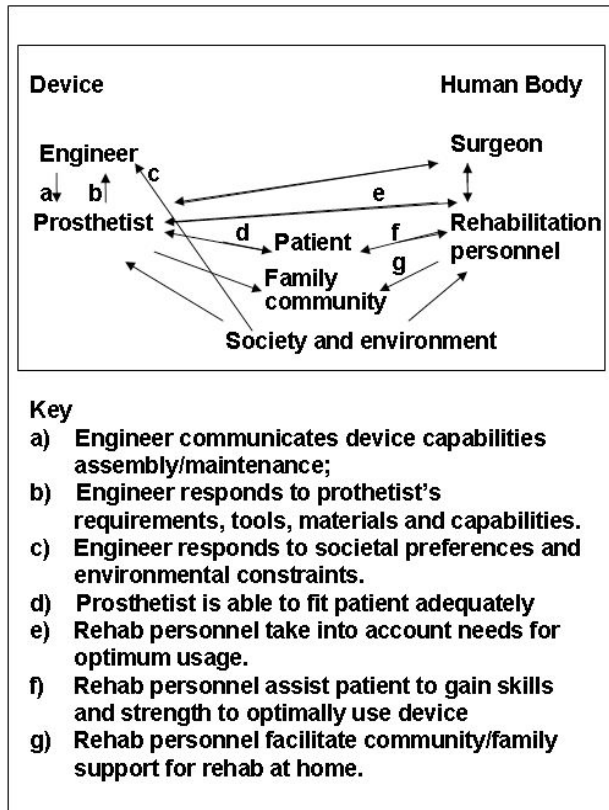 Device Human Body
Engineer
Surgeon
c
a b
e
Prosthetist
Rehabilitation
personnel
d
Patient
f
g
Family
community
Society and environment
Key
a) Engineer communicates device capabilities
assembly/maintenance;
b) Engineer responds to prothetist's
requirements, tools, materials and capabilities.
c) Engineer responds to societal preferences and
environmental constraints.
d) Prosthetist is able to fit patient adequately
e) Rehab personnel take into account needs for
optimum usage.
f) Rehab personnel assist patient to gain skills
and strength to optimally use device
g) Rehab personnel facilitate community/family
support for rehab at home.